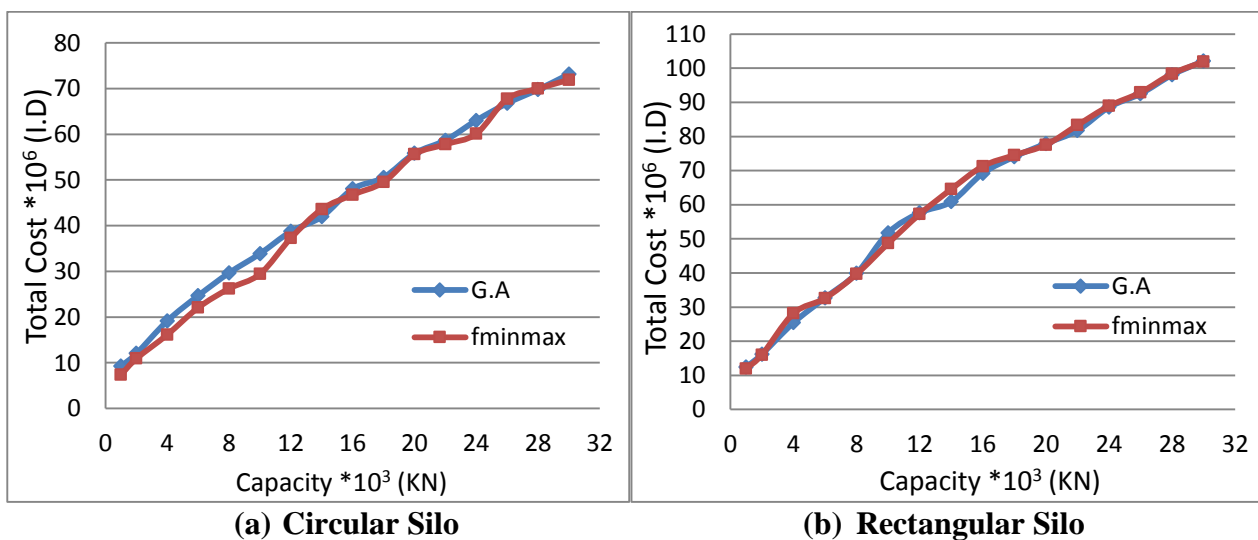 Total Cost *10⁶ (I.D)
80
70
60
50
40
30
20
10
0
0 4 8 12 16 20 24 28 32
Capacity *10³ (KN)
G.A
fminmax
(a) Circular Silo
Total Cost *10⁶ (I.D)
110
100
90
80
70
60
50
40
30
20
10
0
0 4 8 12 16 20 24 28 32
Capacity *10³ (KN)
G.A
fminmax
(b) Rectangular Silo